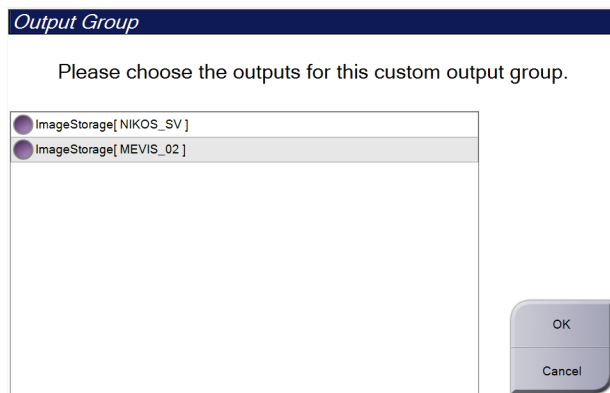 Output Group
Please choose the outputs for this custom output group.
ImageStorage[ NIKOS_SV ]
ImageStorage[ MEVIS_02 ]
OK
Cancel